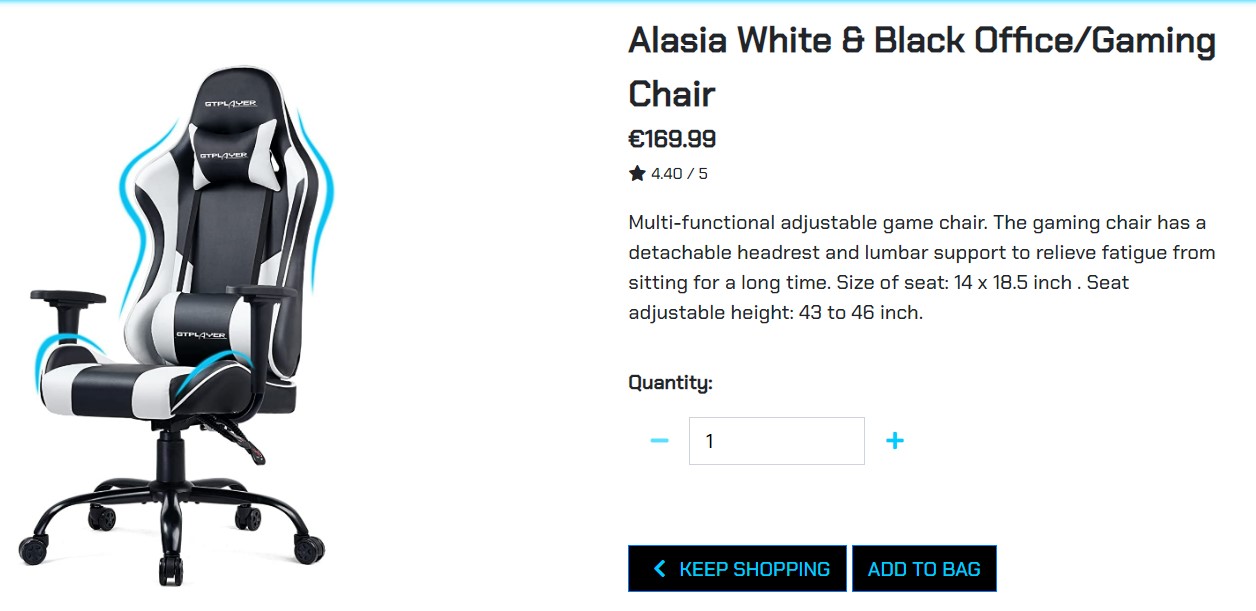 Alasia White & Black Office/Gaming
Chair
€169.99
4.40 / 5
Multi-functional adjustable game chair. The gaming chair has a
detachable headrest and lumbar support to relieve fatigue from
sitting for a long time. Size of seat: 14 x 18.5 inch . Seat
adjustable height: 43 to 46 inch.
Quantity:
1
KEEP SHOPPING
ADD TO BAG
GTPLAYER
GTPLAYER
GTPLAYER